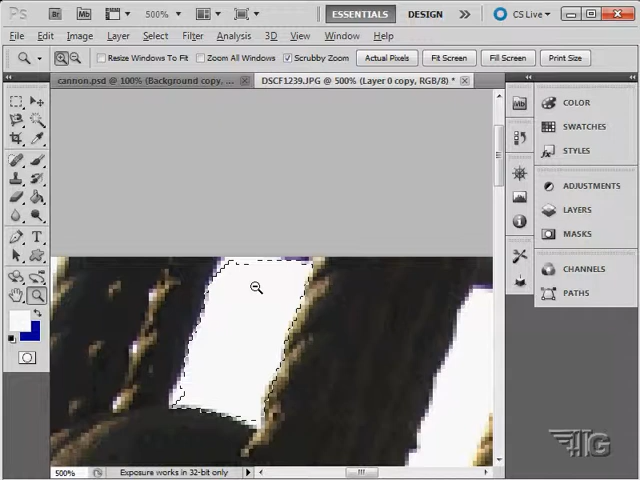 Ps Br Mb 500% ESSENTIALS DESIGN CS Live
File Edit Image Layer Select Filter Analysis 3D View Window Help
Resize Windows To Fit Zoom All Windows Scrubby Zoom Actual Pixels Fit Screen Fill Screen Print Size
cannon.psd @ 100% (Background copy, ... DSCF1239.JPG @ 500% (Layer 0 copy, RGB/8) *
Mb COLOR
SWATCHES
STYLES
ADJUSTMENTS
LAYERS
MASKS
CHANNELS
PATHS
T
500% Exposure works in 32-bit only